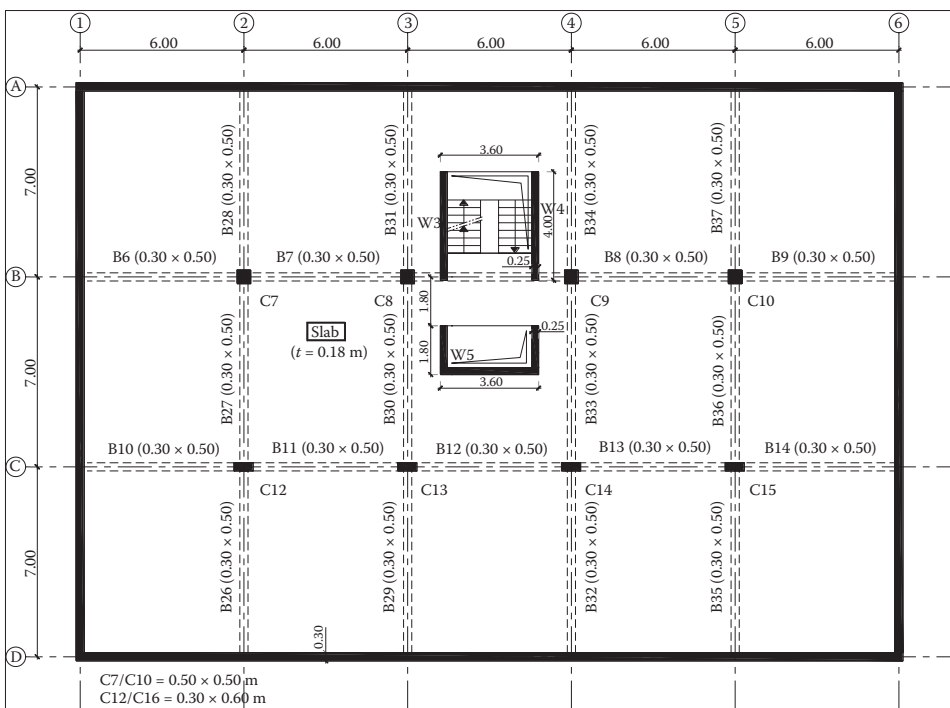 1 2 3 4 5 6
6.00 6.00 6.00 6.00 6.00
A
B28 (0.30 × 0.50)
B31 (0.30 × 0.50)
B34 (0.30 × 0.50)
B37 (0.30 × 0.50)
3.60
7.00
W3
W4
4.00
0.25
B6 (0.30 × 0.50) B7 (0.30 × 0.50) B8 (0.30 × 0.50) B9 (0.30 × 0.50)
B
C7 C8 C9 C10
1.80
Slab
(t = 0.18 m)
0.25
W5
1.80
3.60
7.00
B27 (0.30 × 0.50)
B30 (0.30 × 0.50)
B33 (0.30 × 0.50)
B36 (0.30 × 0.50)
B10 (0.30 × 0.50) B11 (0.30 × 0.50) B12 (0.30 × 0.50) B13 (0.30 × 0.50) B14 (0.30 × 0.50)
C
C12 C13 C14 C15
7.00
B26 (0.30 × 0.50)
B29 (0.30 × 0.50)
B32 (0.30 × 0.50)
B35 (0.30 × 0.50)
0.30
D
C7/C10 = 0.50 × 0.50 m
C12/C16 = 0.30 × 0.60 m